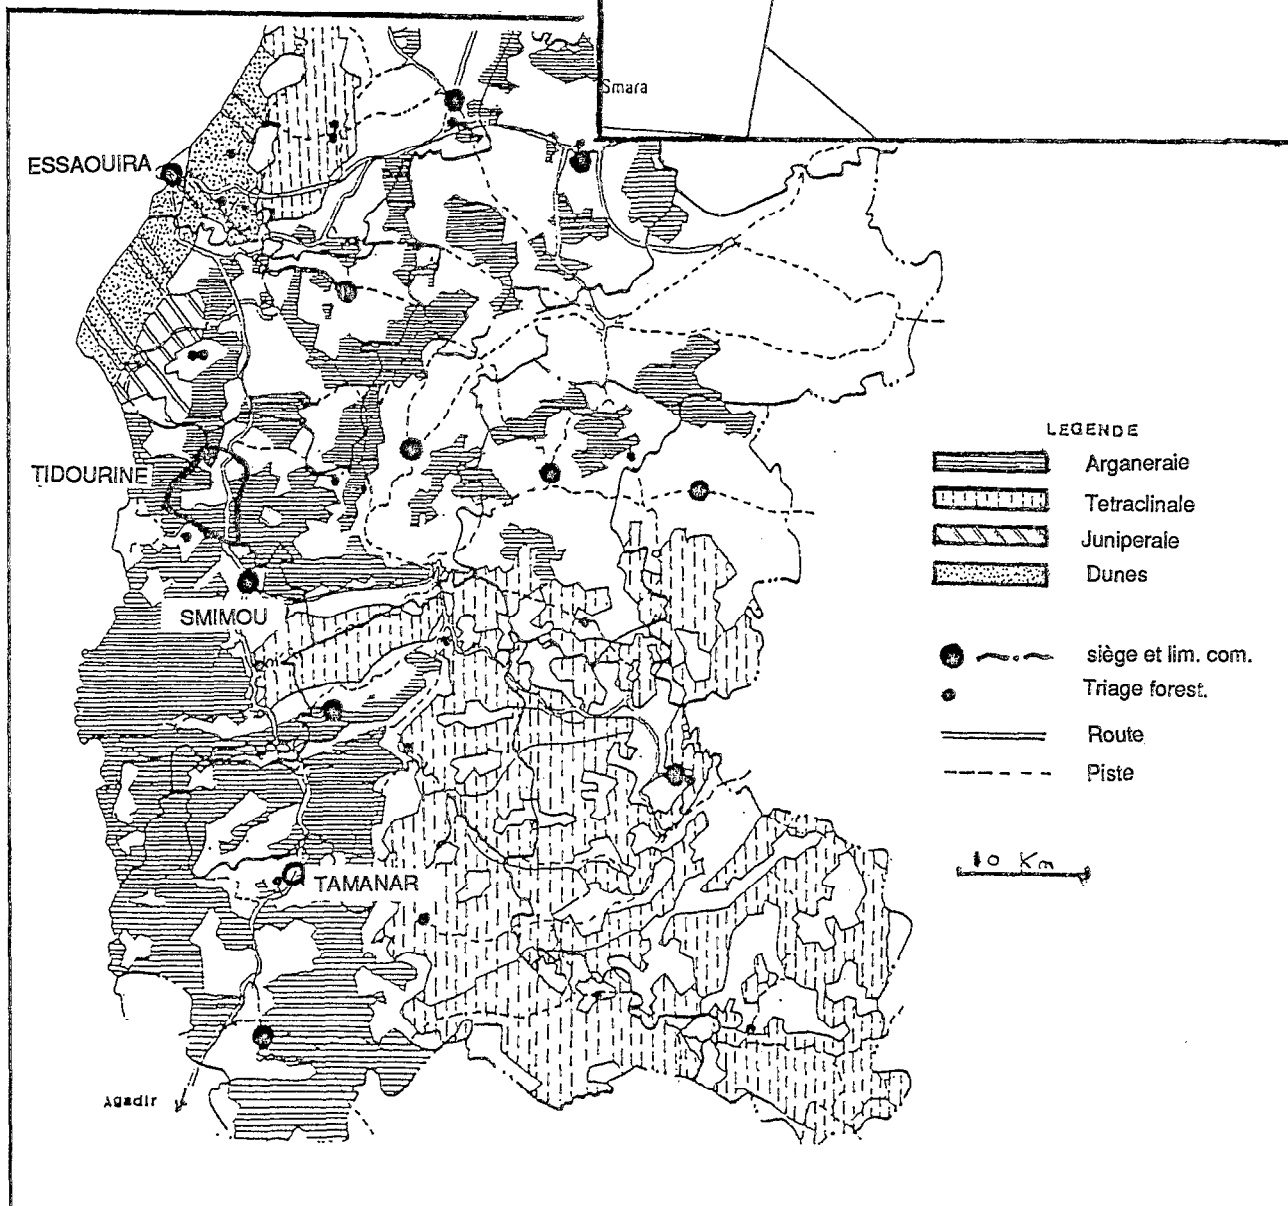 Smara
ESSAOUIRA
TIDOURINE
SMIMOU
TAMANAR
Agadir
LEGENDE
Arganeraie
Tetraclinale
Juniperaie
Dunes
siège et lim. com.
Triage forest.
Route
Piste
10 Km